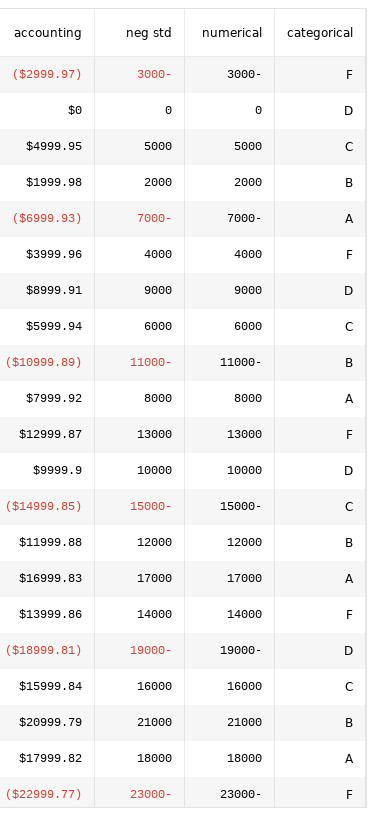 accounting neg std numerical categorical
($2999.97) 3000- 3000- F
$0 0 0 D
$4999.95 5000 5000 C
$1999.98 2000 2000 B
($6999.93) 7000- 7000- A
$3999.96 4000 4000 F
$8999.91 9000 9000 D
$5999.94 6000 6000 C
($10999.89) 11000- 11000- B
$7999.92 8000 8000 A
$12999.87 13000 13000 F
$9999.9 10000 10000 D
($14999.85) 15000- 15000- C
$11999.88 12000 12000 B
$16999.83 17000 17000 A
$13999.86 14000 14000 F
($18999.81) 19000- 19000- D
$15999.84 16000 16000 C
$20999.79 21000 21000 B
$17999.82 18000 18000 A
($22999.77) 23000- 23000- F